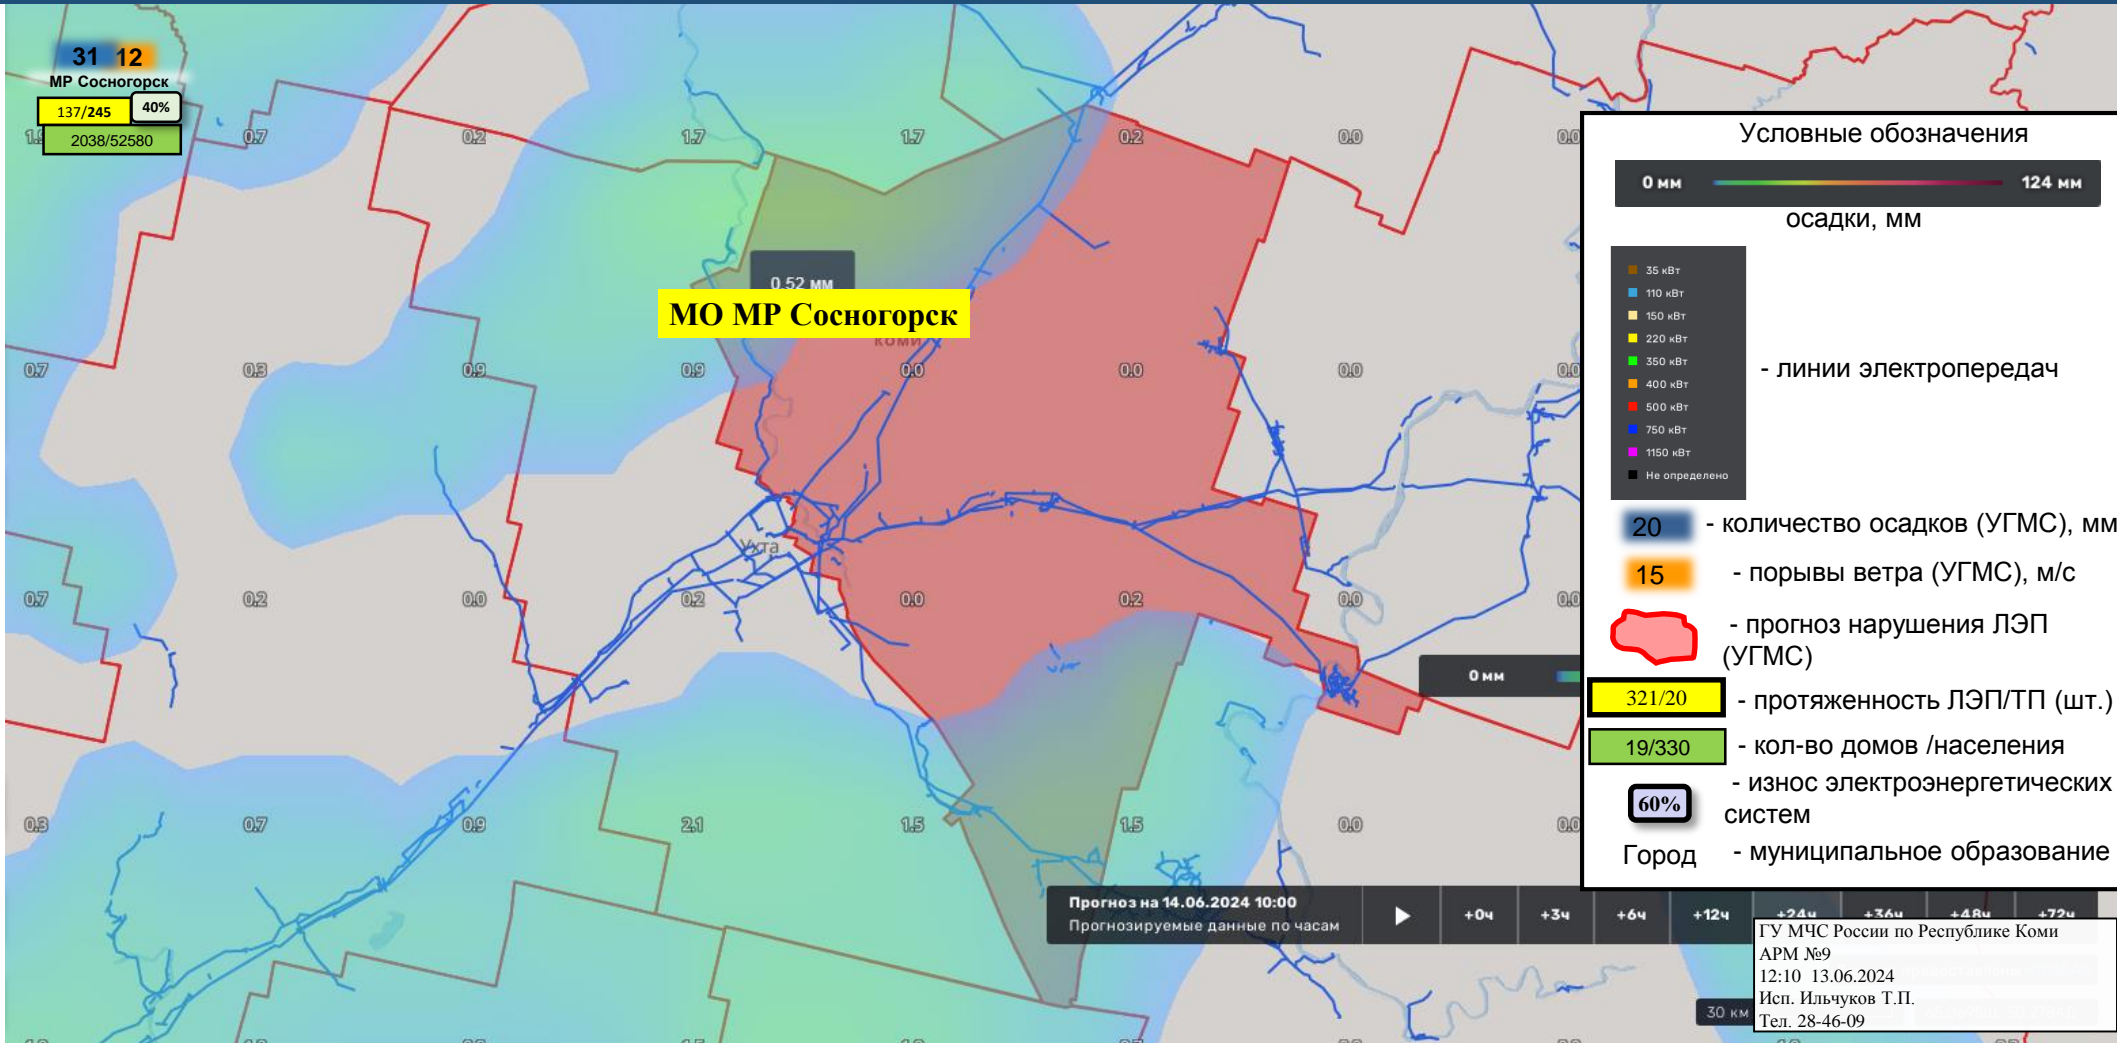 31 12
МР Сосногорск
137/245 40%
2038/52580
0.7 0.2 1.7 1.7 0.2 0.0 0.0
0.52 мм
МО МР Сосногорск
КОМИ
0.7 0.3 0.9 0.9 0.0 0.0 0.0 0.0
Ухта
0.7 0.2 0.0 0.2 0.0 0.2 0.0 0.0
0 мм
0.3 0.7 0.9 2.1 1.5 1.5 0.0 0.0
Условные обозначения
0 мм 124 мм
осадки, мм
35 кВт
110 кВт
150 кВт
220 кВт
350 кВт
400 кВт
500 кВт
750 кВт
1150 кВт
Не определено
- линии электропередач
20 - количество осадков (УГМС), мм
15 - порывы ветра (УГМС), м/с
- прогноз нарушения ЛЭП
(УГМС)
321/20 - протяженность ЛЭП/ТП (шт.)
19/330 - кол-во домов /населения
- износ электроэнергетических
60% систем
Город - муниципальное образование
Прогноз на 14.06.2024 10:00
Прогнозируемые данные по часам
+0ч +3ч +6ч +12ч +24ч +36ч +48ч +72ч
ГУ МЧС России по Республике Коми
АРМ №9
12:10 13.06.2024
Исп. Ильчуков Т.П.
Тел. 28-46-09
30 км